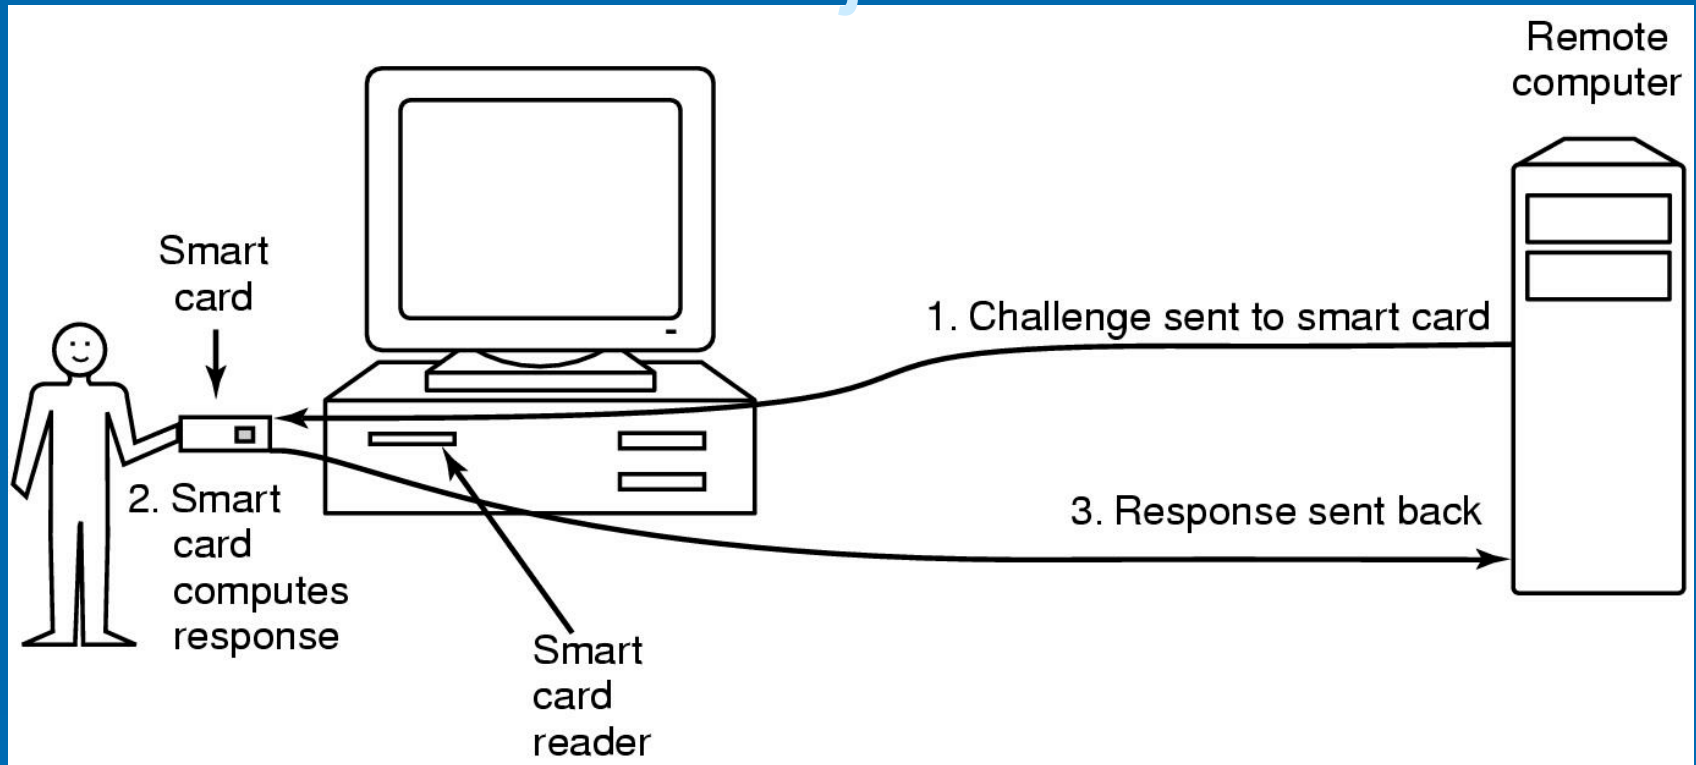 Remote
computer
Smart
card
1. Challenge sent to smart card
2. Smart
card
computes
response
3. Response sent back
Smart
card
reader